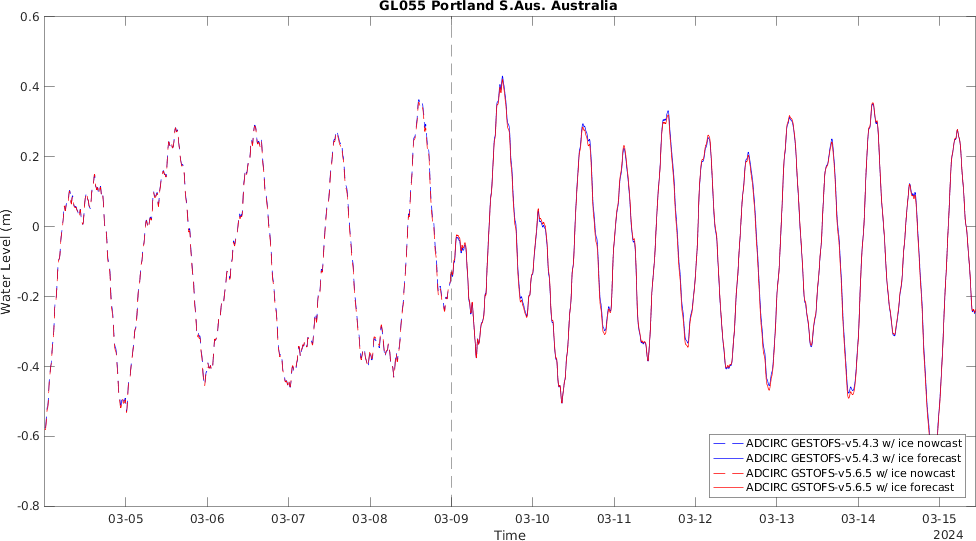 GL055 Portland S.Aus. Australia
0.6
0.4
0.2
0
-0.2
-0.4
-0.6
-0.8
Water Level (m)
ADCIRC GESTOFS-v5.4.3 w/ ice nowcast
ADCIRC GESTOFS-v5.4.3 w/ ice forecast
ADCIRC GSTOFS-v5.6.5 w/ ice nowcast
ADCIRC GSTOFS-v5.6.5 w/ ice forecast
03-05 03-06 03-07 03-08 03-09 03-10 03-11 03-12 03-13 03-14 03-15
Time
2024